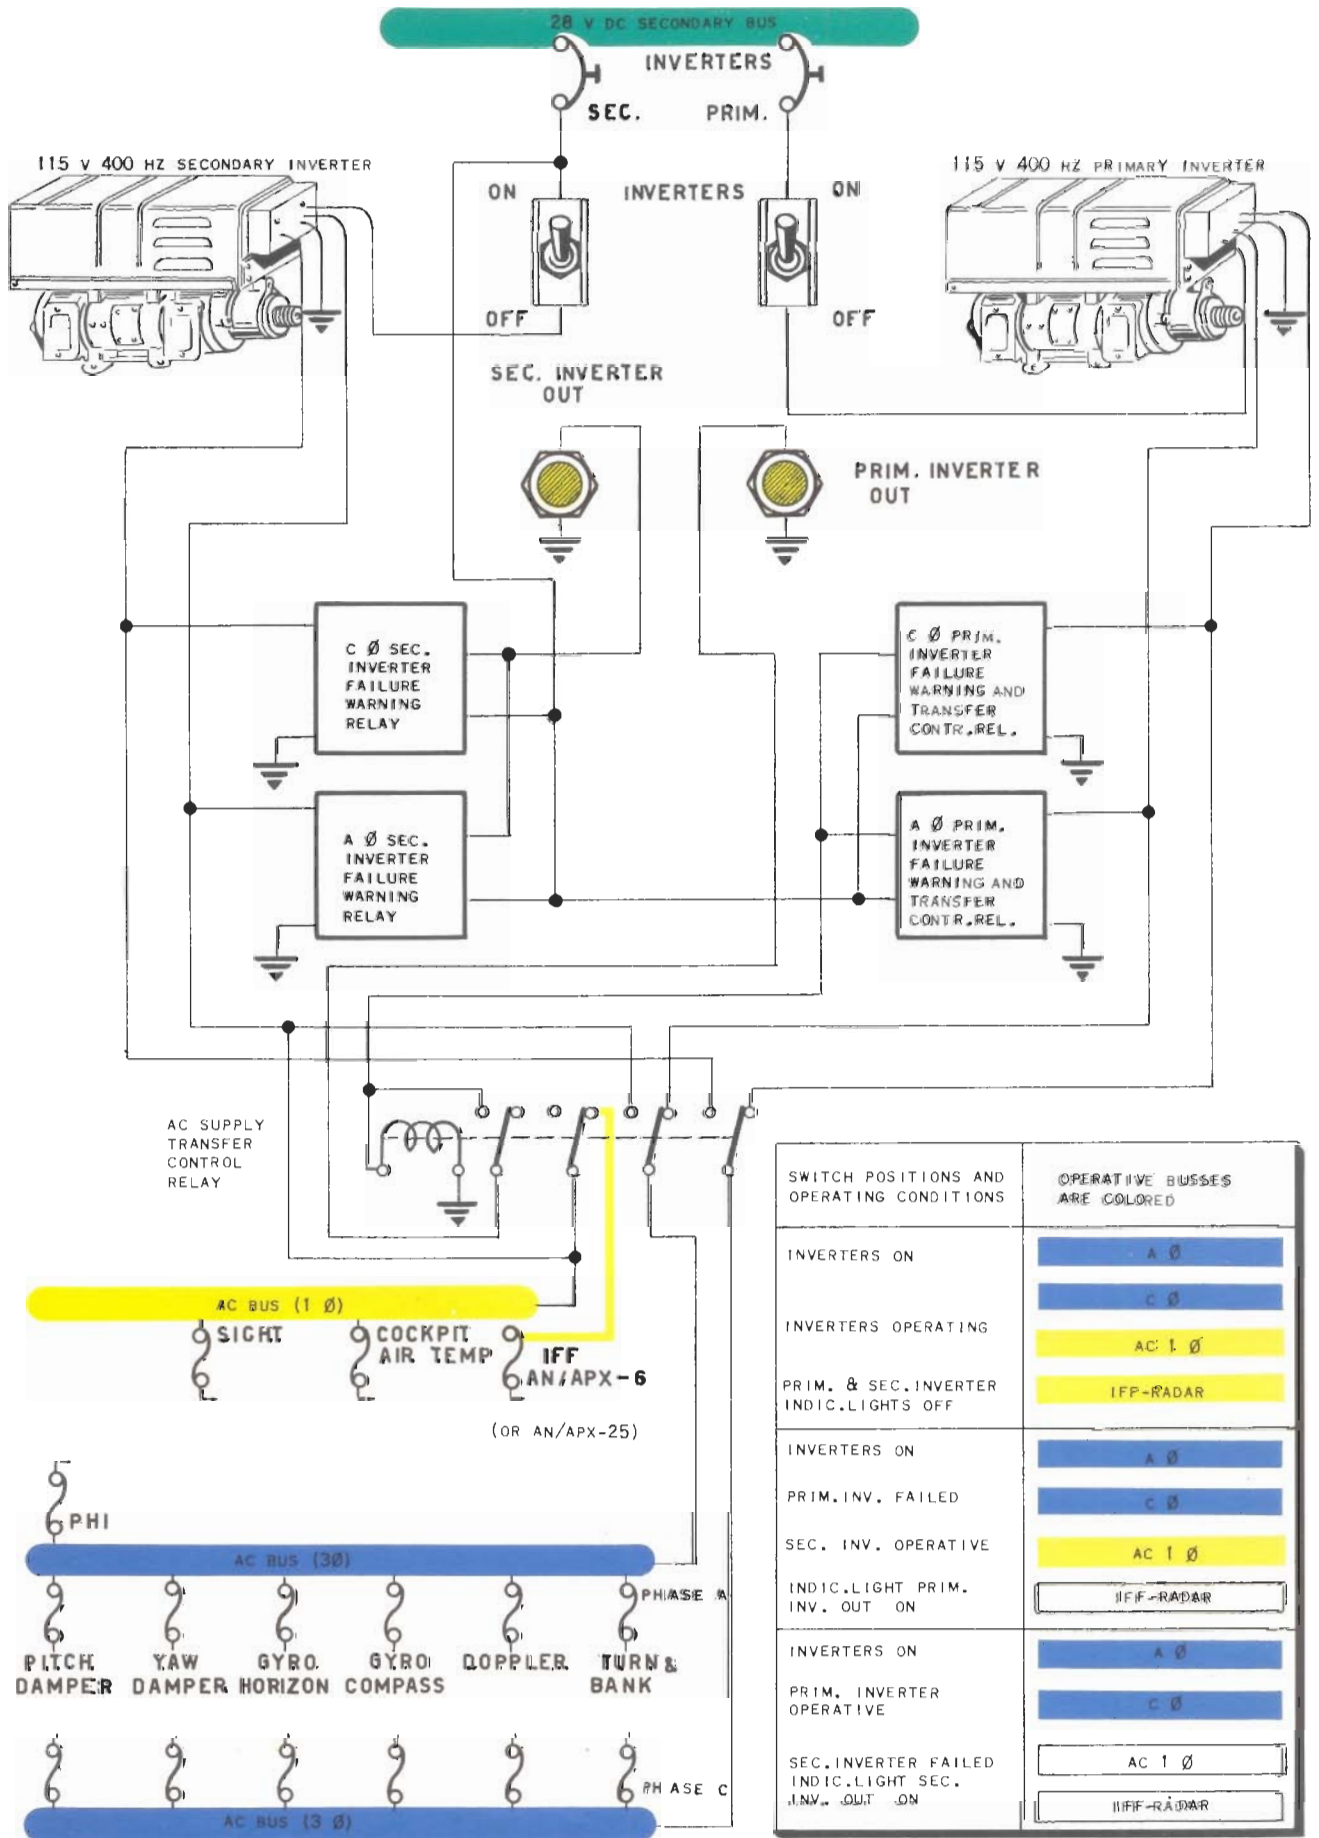 28 V DC SECONDARY BUS
INVERTERS
SEC.
PRIM.
115 V 400 HZ SECONDARY INVERTER
115 V 400 HZ PRIMARY INVERTER
ON
INVERTERS
ON
OFF
OFF
SEC. INVERTER
OUT
PRIM. INVERTER
OUT
C Ø SEC.
INVERTER
FAILURE
WARNING
RELAY
C Ø PRIM.
INVERTER
FAILURE
WARNING AND
TRANSFER
CONTR.REL.
A Ø SEC.
INVERTER
FAILURE
WARNING
RELAY
A Ø PRIM.
INVERTER
FAILURE
WARNING AND
TRANSFER
CONTR.REL.
AC SUPPLY
TRANSFER
CONTROL
RELAY
AC BUS (1 Ø)
SIGHT
COCKPIT
AIR TEMP
IFF
AN/APX-6
(OR AN/APX-25)
PHI
AC BUS (3Ø)
PHASE A
PITCH
DAMPER
YAW
DAMPER
GYRO
HORIZON
GYRO
COMPASS
DOPPLER
TURN &
BANK
PHASE C
AC BUS (3 Ø)
SWITCH POSITIONS AND
OPERATING CONDITIONS
OPERATIVE BUSSES
ARE COLORED
INVERTERS ON
A Ø
C Ø
INVERTERS OPERATING
AC 1 Ø
PRIM. & SEC.INVERTER
INDIC.LIGHTS OFF
IFP-RADAR
INVERTERS ON
A Ø
PRIM.INV. FAILED
C Ø
SEC. INV. OPERATIVE
AC 1 Ø
INDIC.LIGHT PRIM.
INV. OUT ON
IFF-RADAR
INVERTERS ON
A Ø
PRIM. INVERTER
OPERATIVE
C Ø
SEC.INVERTER FAILED
INDIC.LIGHT SEC.
INV. OUT ON
AC 1 Ø
IFF-RADAR